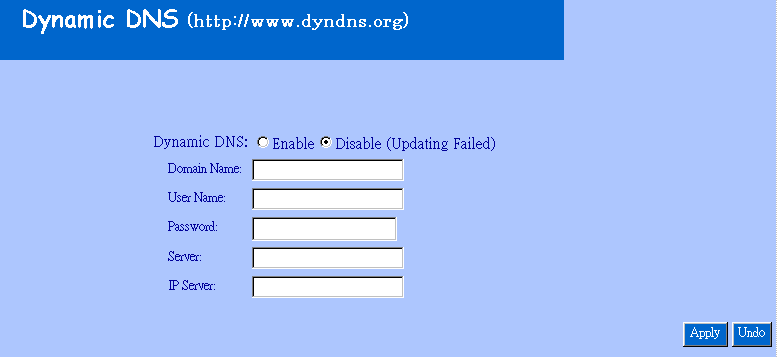 Dynamic DNS (http://www.dyndns.org)
Dynamic DNS: Enable Disable (Updating Failed)
Domain Name:
User Name:
Password:
Server:
IP Server:
Apply Undo